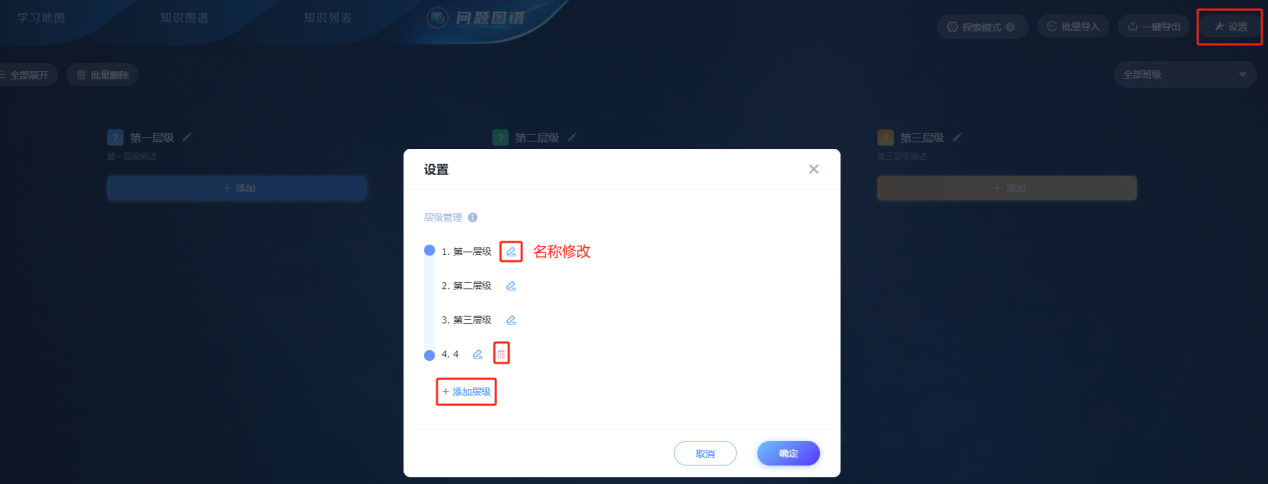 学习地图
知识图谱
知识列表
问题图谱
探索模式
批量导入
一键导出
设置
全部展开
批量删除
全部班级
第一层级
第二层级
第三层级
第一层级描述
第三层级描述
+ 添加
+ 添加
设置
层级管理
1. 第一层级
名称修改
2. 第二层级
3. 第三层级
4. 4
+ 添加层级
取消
确定